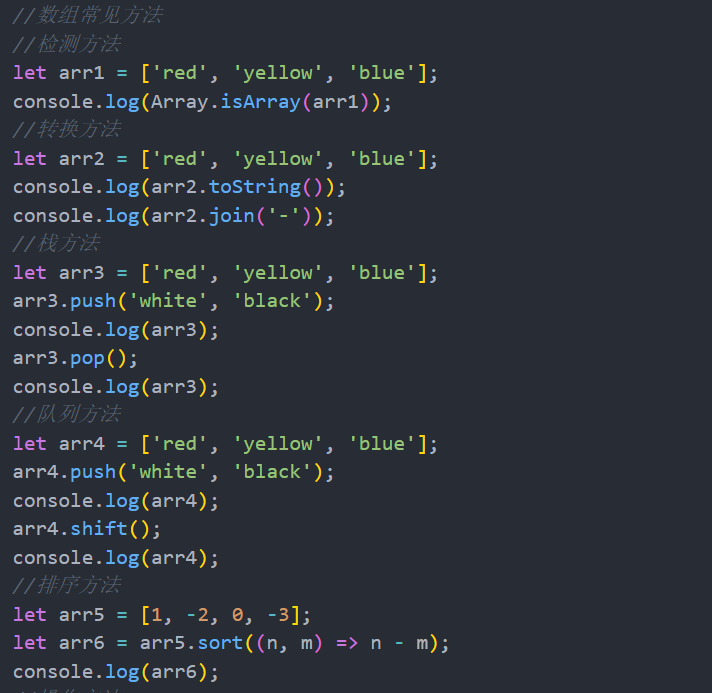 //数组常见方法
//检测方法
let arr1 = ['red', 'yellow', 'blue'];
console.log(Array.isArray(arr1));
//转换方法
let arr2 = ['red', 'yellow', 'blue'];
console.log(arr2.toString());
console.log(arr2.join('-'));
//栈方法
let arr3 = ['red', 'yellow', 'blue'];
arr3.push('white', 'black');
console.log(arr3);
arr3.pop();
console.log(arr3);
//队列方法
let arr4 = ['red', 'yellow', 'blue'];
arr4.push('white', 'black');
console.log(arr4);
arr4.shift();
console.log(arr4);
//排序方法
let arr5 = [1, -2, 0, -3];
let arr6 = arr5.sort((n, m) => n - m);
console.log(arr6);